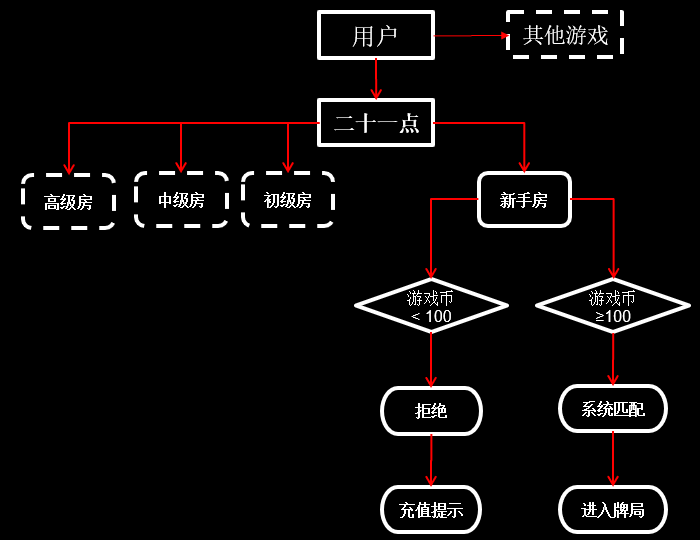 用户
其他游戏
二十一点
高级房
中级房
初级房
新手房
游戏币
< 100
游戏币
≥100
拒绝
系统匹配
充值提示
进入牌局